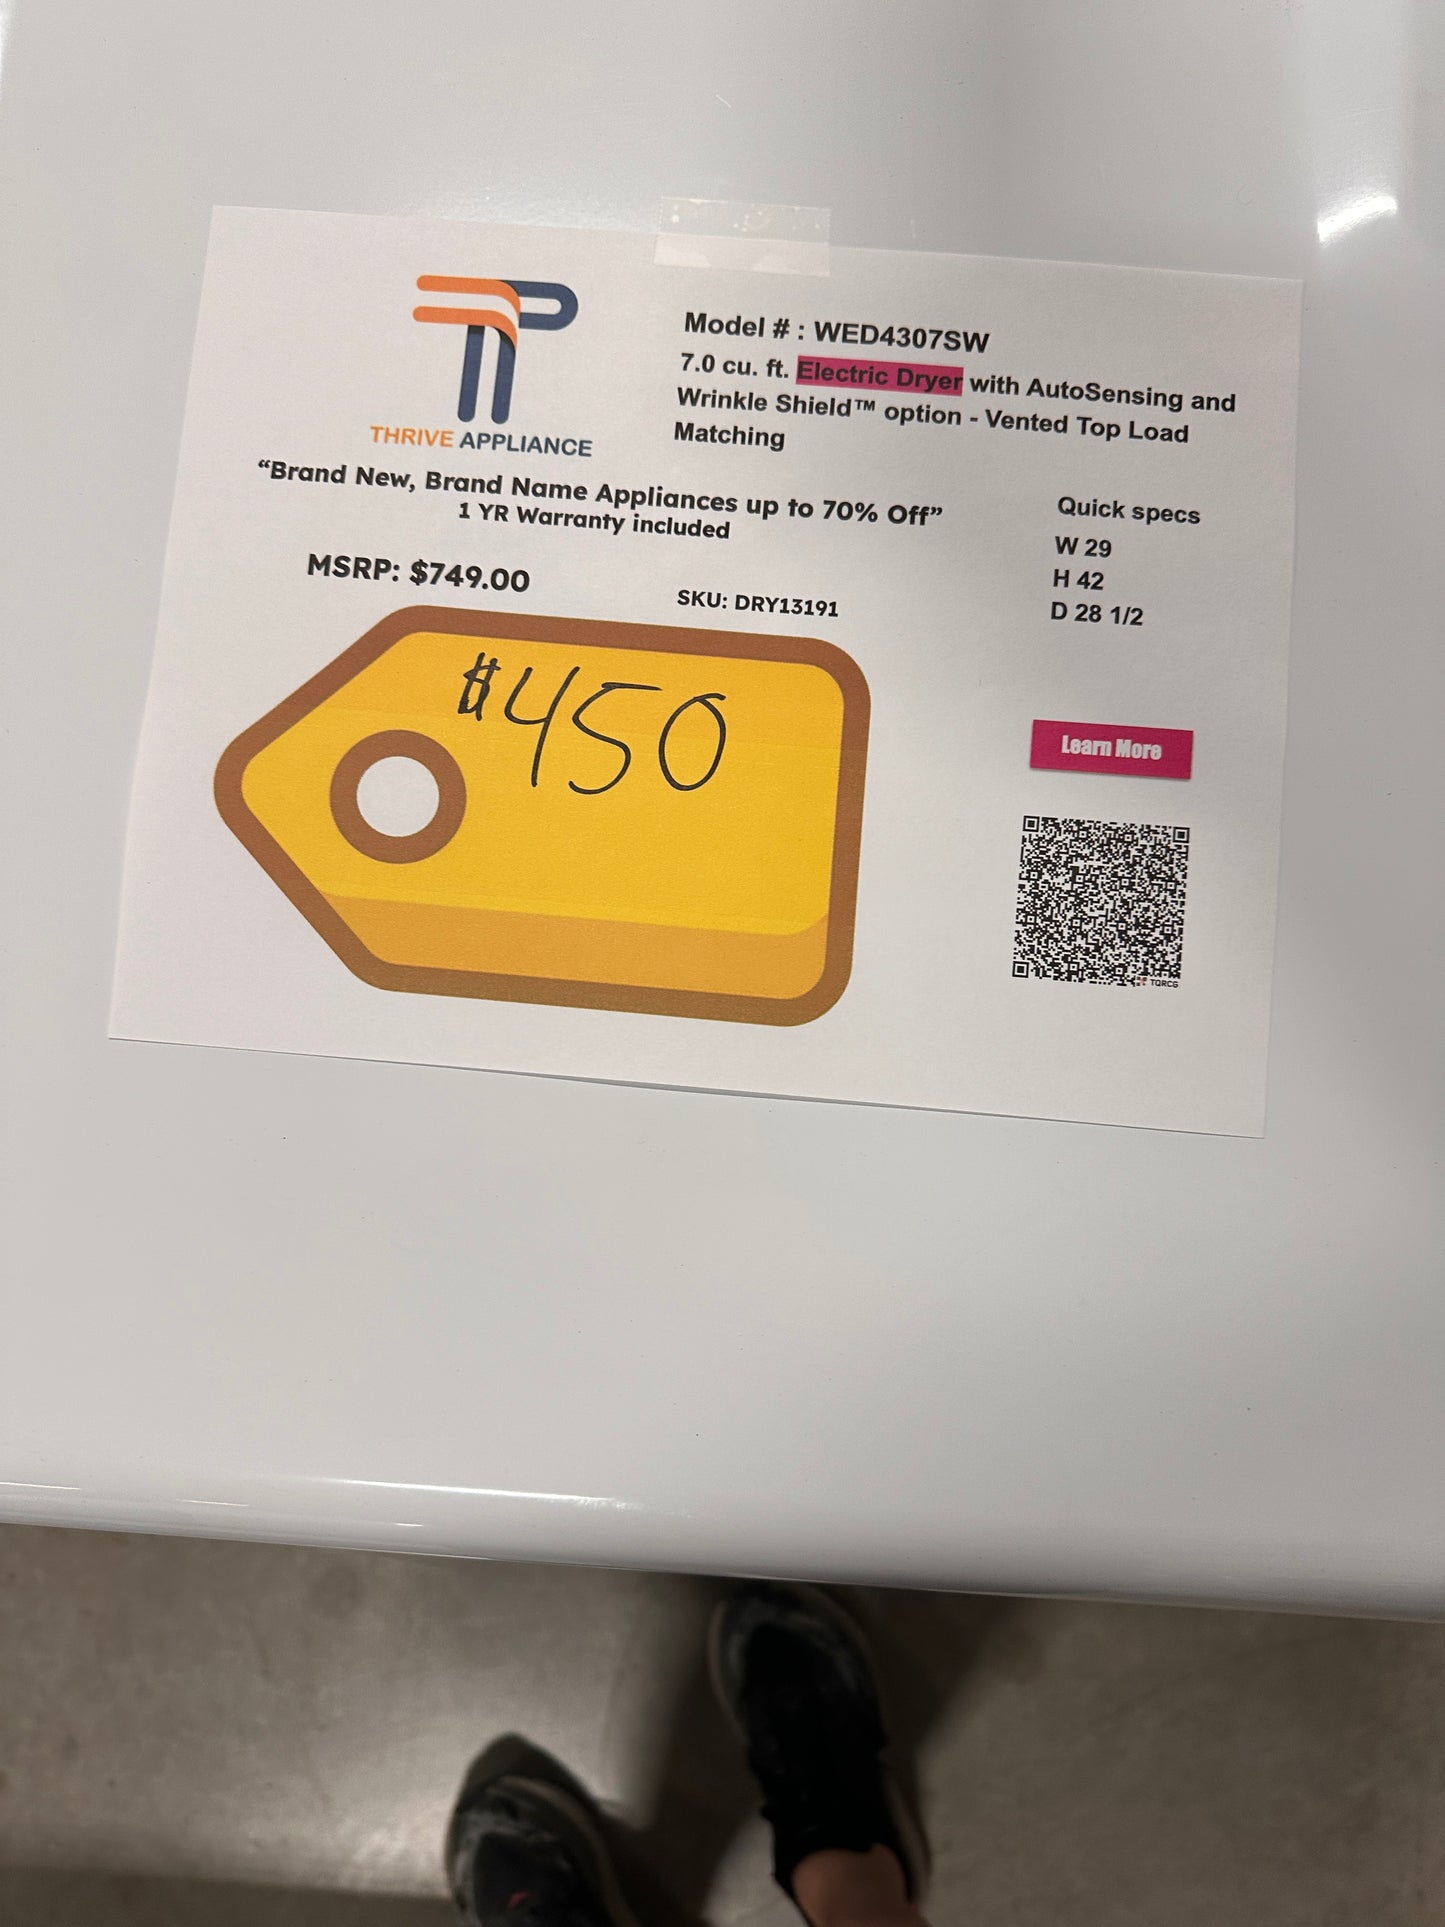 THRIVE APPLIANCE
Model # : WED4307SW
7.0 cu. ft. Electric Dryer with AutoSensing and
Wrinkle Shield™ option - Vented Top Load
Matching
“Brand New, Brand Name Appliances up to 70% Off”
1 YR Warranty included
MSRP: $749.00
SKU: DRY13191
Quick specs
W 29
H 42
D 28 1/2
$450
Learn More
TQRCG